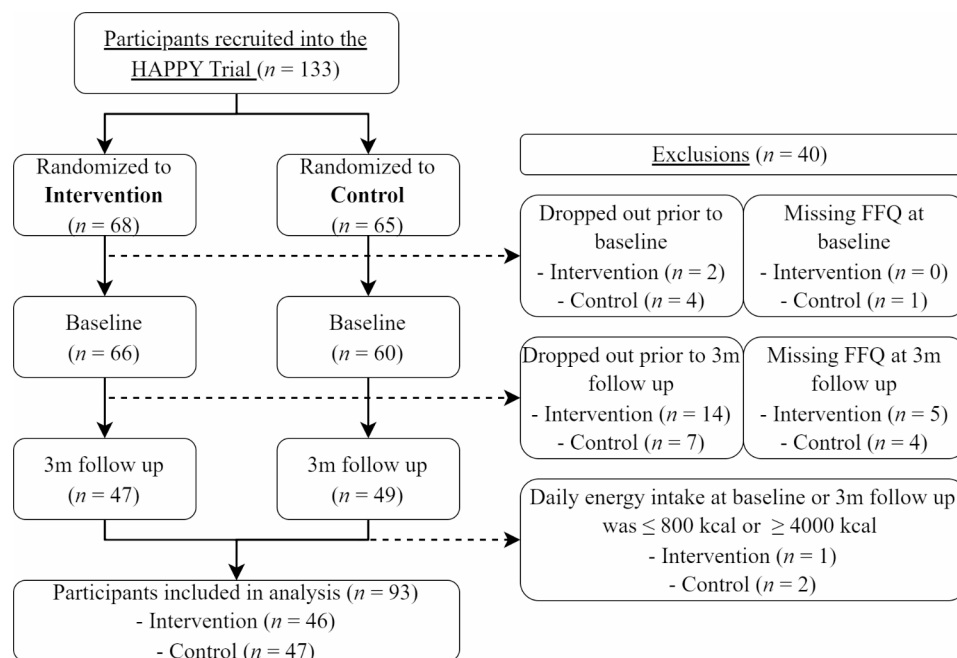 Participants recruited into the
HAPPY Trial (n = 133)
Randomized to
Intervention
(n = 68)
Randomized to
Control
(n = 65)
Exclusions (n = 40)
Dropped out prior to
baseline
- Intervention (n = 2)
- Control (n = 4)
Missing FFQ at
baseline
- Intervention (n = 0)
- Control (n = 1)
Baseline
(n = 66)
Baseline
(n = 60)
Dropped out prior to 3m
follow up
- Intervention (n = 14)
- Control (n = 7)
Missing FFQ at 3m
follow up
- Intervention (n = 5)
- Control (n = 4)
3m follow up
(n = 47)
3m follow up
(n = 49)
Daily energy intake at baseline or 3m follow up
was ≤ 800 kcal or ≥ 4000 kcal
- Intervention (n = 1)
- Control (n = 2)
Participants included in analysis (n = 93)
- Intervention (n = 46)
- Control (n = 47)